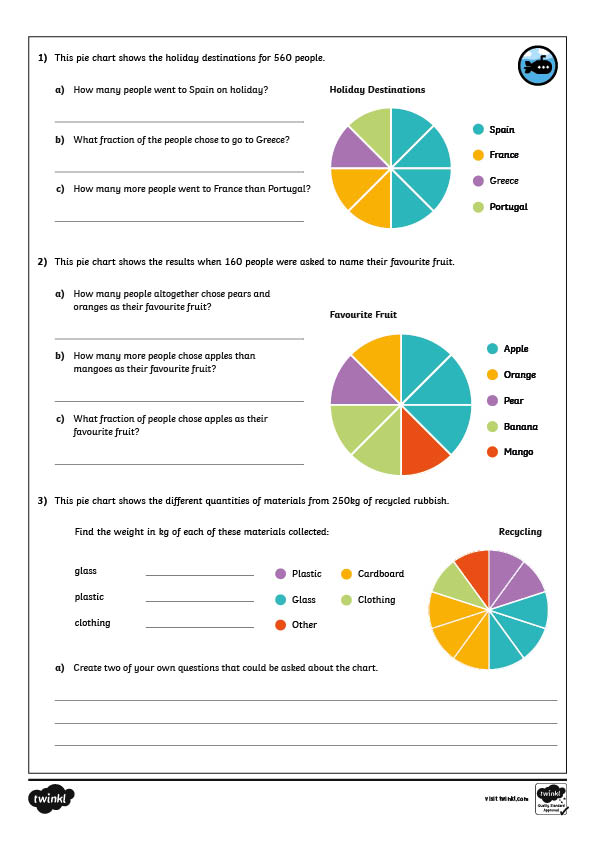 1) This pie chart shows the holiday destinations for 560 people.
a) How many people went to Spain on holiday?
b) What fraction of the people chose to go to Greece?
c) How many more people went to France than Portugal?
Holiday Destinations
Spain
France
Greece
Portugal
2) This pie chart shows the results when 160 people were asked to name their favourite fruit.
a) How many people altogether chose pears and
oranges as their favourite fruit?
b) How many more people chose apples than
mangoes as their favourite fruit?
c) What fraction of people chose apples as their
favourite fruit?
Favourite Fruit
Apple
Orange
Pear
Banana
Mango
3) This pie chart shows the different quantities of materials from 250kg of recycled rubbish.
Find the weight in kg of each of these materials collected:
glass
plastic
clothing
Plastic
Cardboard
Glass
Clothing
Other
Recycling
a) Create two of your own questions that could be asked about the chart.
twinkl
visit twinkl.com
twinkl
Quality Standard
Approved